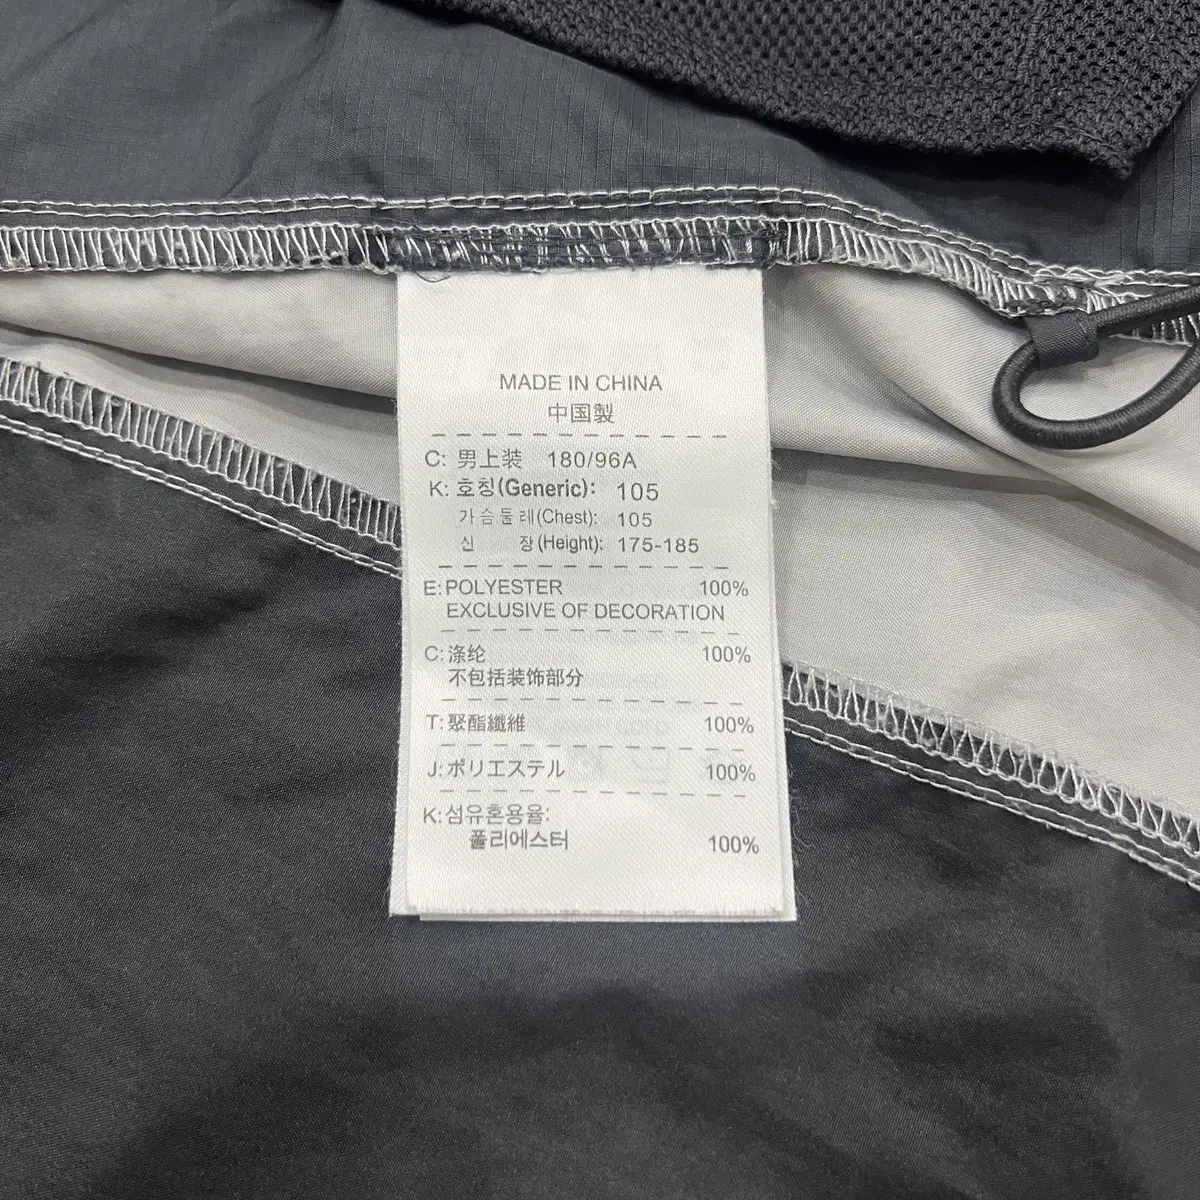 MADE IN CHINA
中国製
C: 男上装 180/96A
K: 호칭(Generic): 105
가슴둘레(Chest): 105
신 장(Height): 175-185
E: POLYESTER 100%
EXCLUSIVE OF DECORATION
C: 涤纶 100%
不包括装饰部分
T: 聚酯纖維 100%
J: ポリエステル 100%
K: 섬유혼용율:
폴리에스터 100%